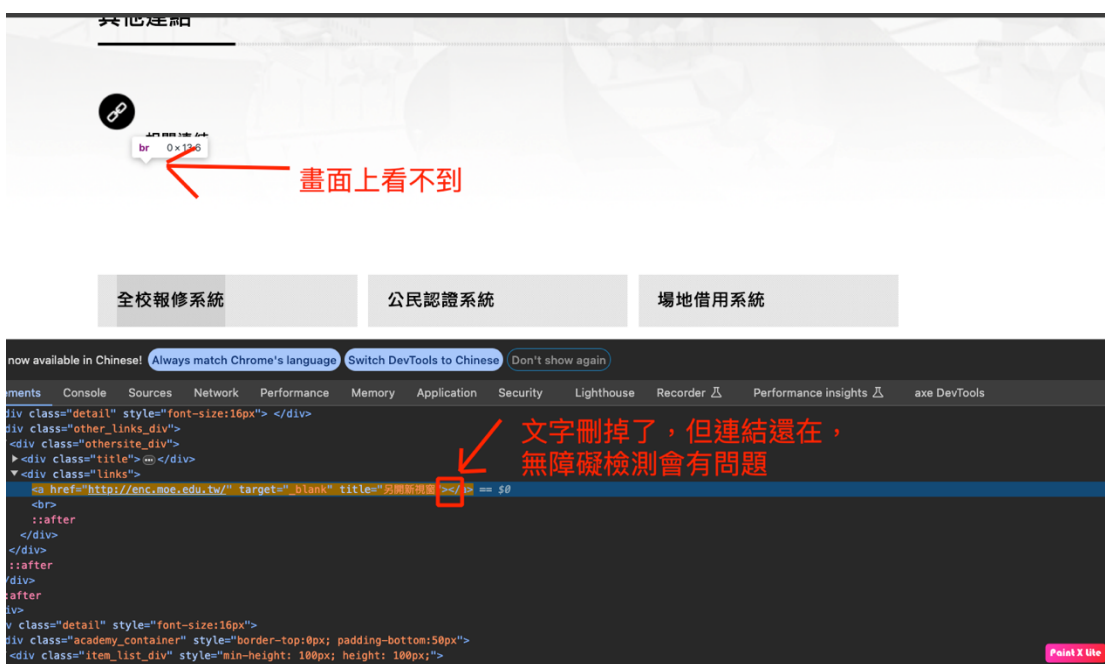 其他連結
相關連結
br 0×13.6
畫面上看不到
全校報修系統 公民認證系統 場地借用系統
now available in Chinese! Always match Chrome's language Switch DevTools to Chinese Don't show again
ements Console Sources Network Performance Memory Application Security Lighthouse Recorder Performance insights axe DevTools
div class="detail" style="font-size:16px"> </div>
div class="other_links_div">
<div class="othersite_div">
▶<div class="title">…</div>
▼<div class="links">
<a href="http://enc.moe.edu.tw/" target="_blank" title="另開新視窗"></a> == $0
<br>
::after
</div>
</div>
::after
/div>
:after
iv>
v class="detail" style="font-size:16px">
div class="academy_container" style="border-top:0px; padding-bottom:50px">
<div class="item_list_div" style="min-height: 100px; height: 100px;">
文字刪掉了，但連結還在，
無障礙檢測會有問題
Paint X Lite